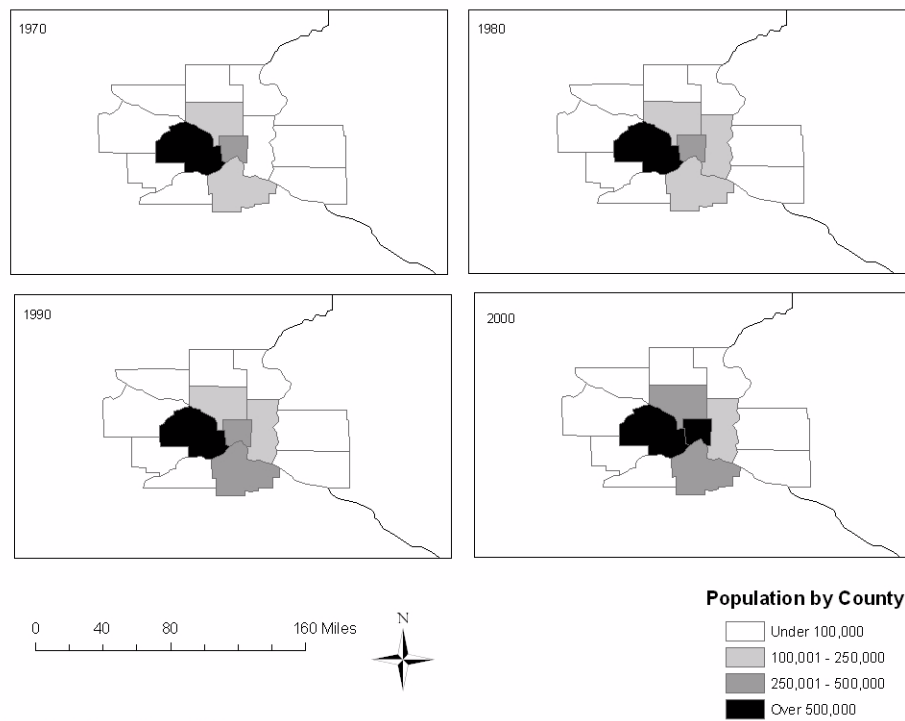 1970
1980
1990
2000
0 40 80 160 Miles
N
Population by County
Under 100,000
100,001 - 250,000
250,001 - 500,000
Over 500,000